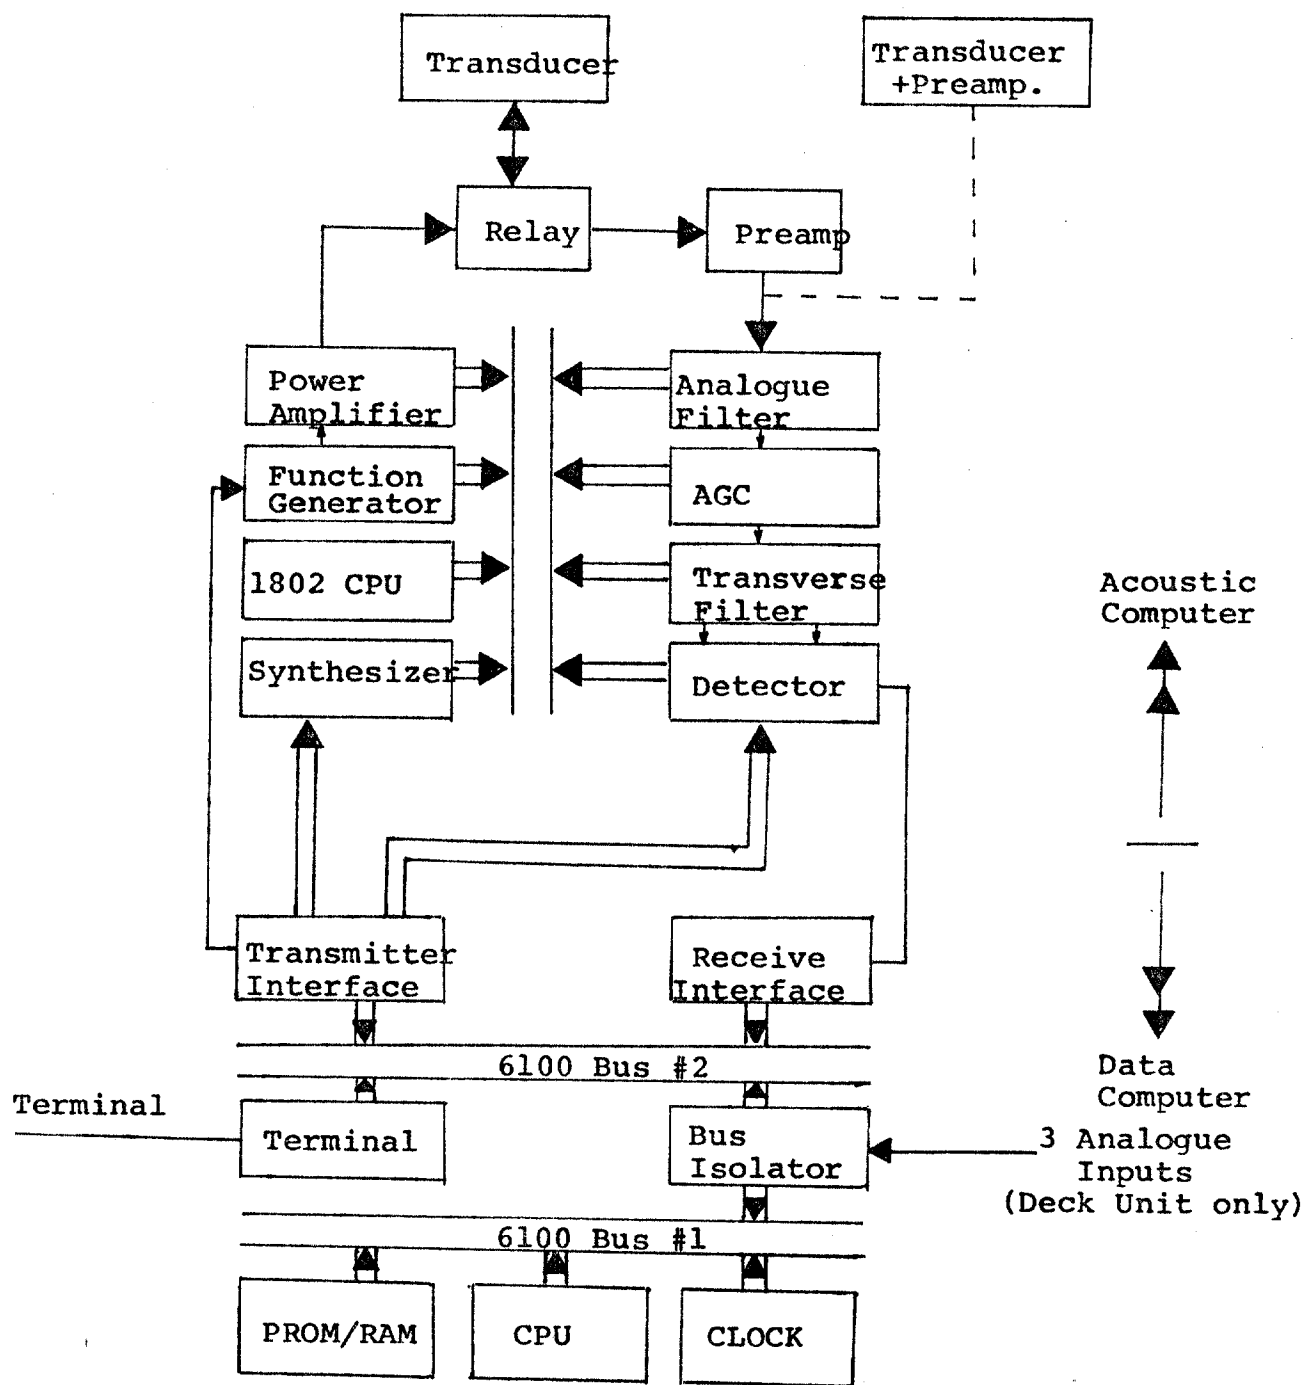 Transducer
Transducer
+Preamp.
Relay
Preamp
Power
Amplifier
Analogue
Filter
Function
Generator
AGC
1802 CPU
Transverse
Filter
Acoustic
Computer
Synthesizer
Detector
Transmitter
Interface
Receive
Interface
6100 Bus #2
Data
Computer
Terminal
Terminal
Bus
Isolator
3 Analogue
Inputs
(Deck Unit only)
6100 Bus #1
PROM/RAM
CPU
CLOCK